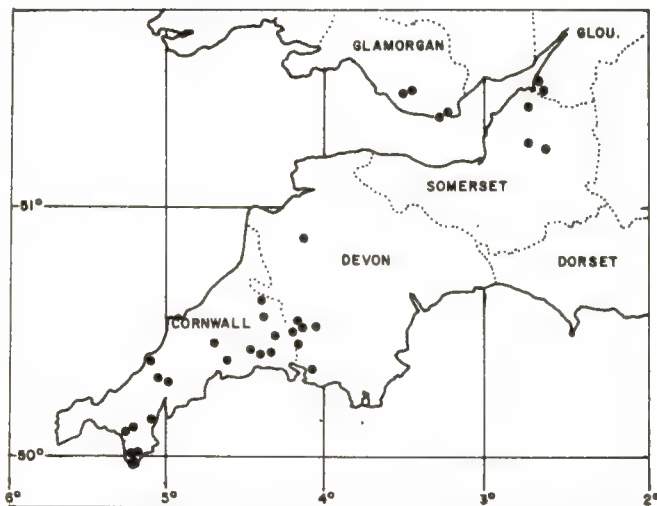 GLAMORGAN
GLOU.
51°
SOMERSET
DEVON
DORSET
CORNWALL
50°
6° 5° 4° 3° 2°